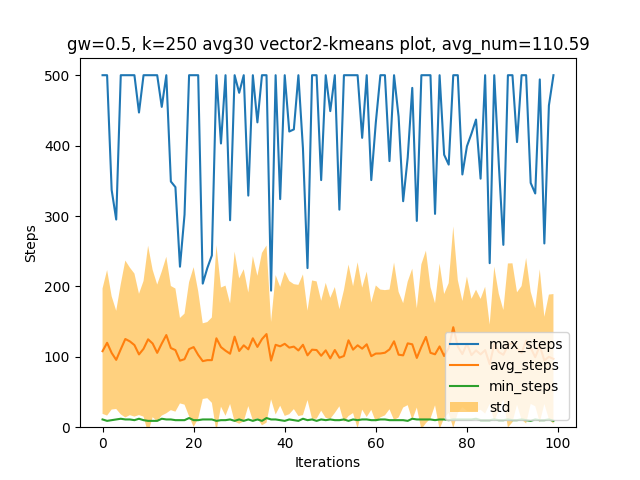 gw=0.5, k=250 avg30 vector2-kmeans plot, avg_num=110.59
500
400
300
200
100
0
Steps
max_steps
avg_steps
min_steps
std
0
20
40
60
80
100
Iterations